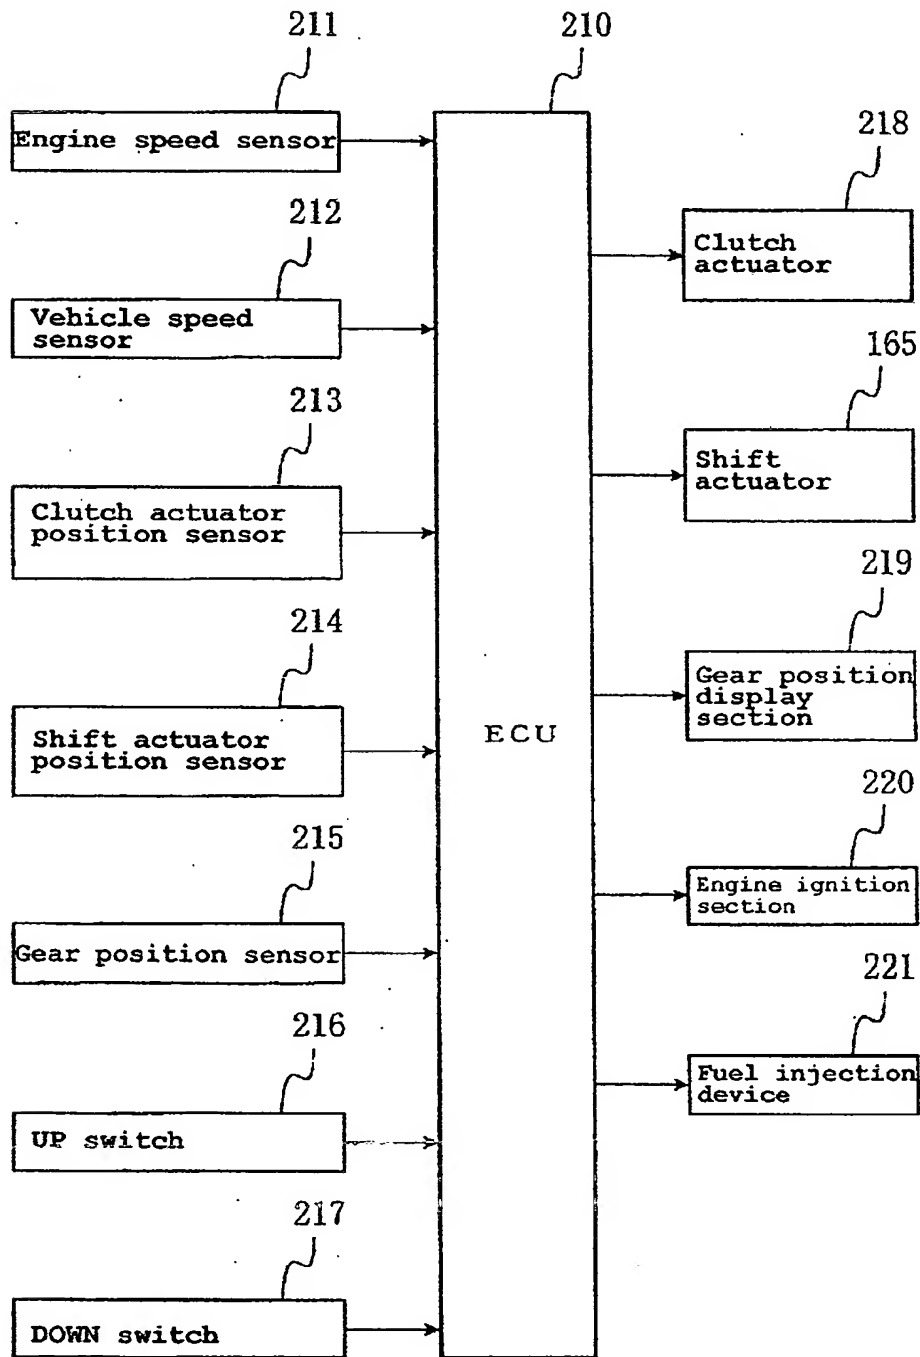 211
210
Engine speed sensor
218
Clutch
actuator
212
Vehicle speed
sensor
165
Shift
actuator
213
Clutch actuator
position sensor
219
Gear position
display
section
214
Shift actuator
position sensor
ECU
220
Engine ignition
section
215
Gear position sensor
221
Fuel injection
device
216
UP switch
217
DOWN switch